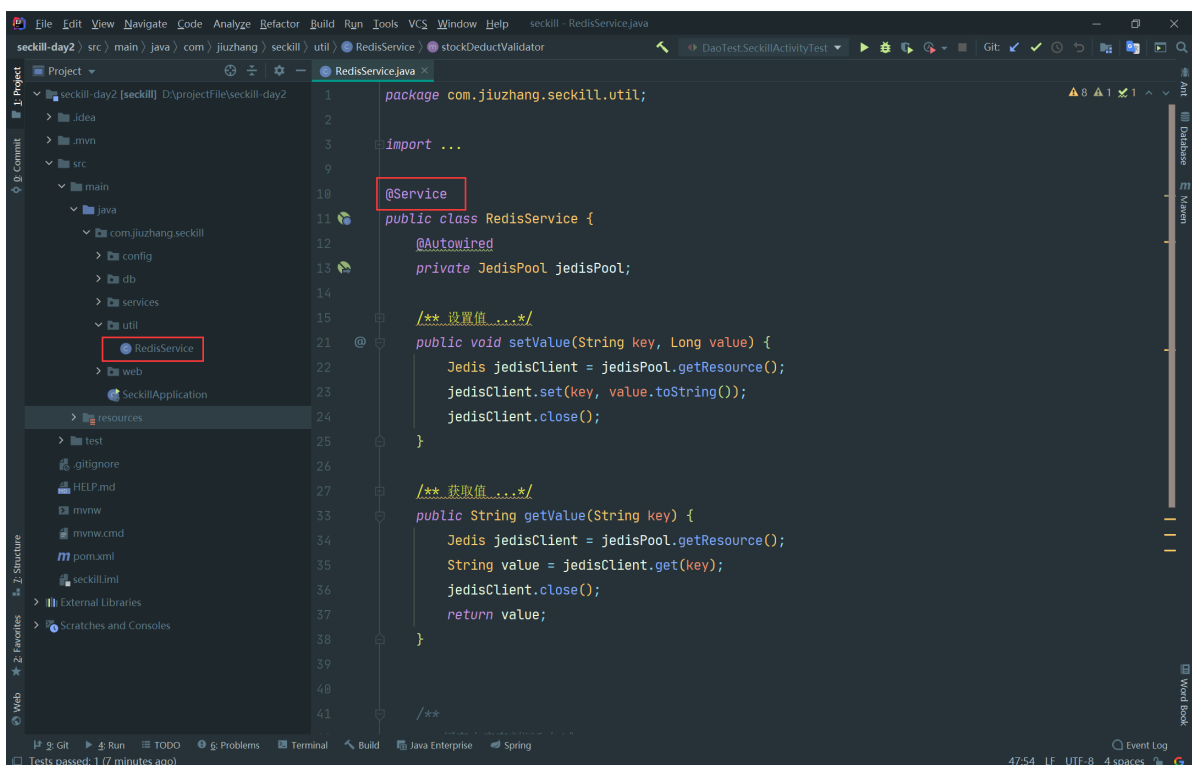 File Edit View Navigate Code Analyze Refactor Build Run Tools VCS Window Help seckill - RedisService.java
seckill-day2 src main java com jiuzhang seckill util RedisService stockDeductValidator DaoTest.SeckillActivityTest Git:
Project
RedisService.java
seckill-day2 [seckill] D:\projectFile\seckill-day2
.idea
.mvn
src
main
java
com.jiuzhang.seckill
config
db
services
util
RedisService
web
SeckillApplication
resources
test
.gitignore
HELP.md
mvnw
mvnw.cmd
pom.xml
seckill.iml
External Libraries
Scratches and Consoles
1: Project
0: Commit
7: Structure
2: Favorites
Web
8 1 1
1 package com.jiuzhang.seckill.util;
2
3 import ...
9
10 @Service
11 public class RedisService {
12 @Autowired
13 private JedisPool jedisPool;
14
15 /** 设置值 ...*/
21 @ public void setValue(String key, Long value) {
22 Jedis jedisClient = jedisPool.getResource();
23 jedisClient.set(key, value.toString());
24 jedisClient.close();
25 }
26
27 /** 获取值 ...*/
33 public String getValue(String key) {
34 Jedis jedisClient = jedisPool.getResource();
35 String value = jedisClient.get(key);
36 jedisClient.close();
37 return value;
38 }
39
40
41 /**
Ant
Database
Maven
Word Book
9: Git 4: Run TODO 6: Problems Terminal Build Java Enterprise Spring Event Log
Tests passed: 1 (7 minutes ago) 47:54 LF UTF-8 4 spaces